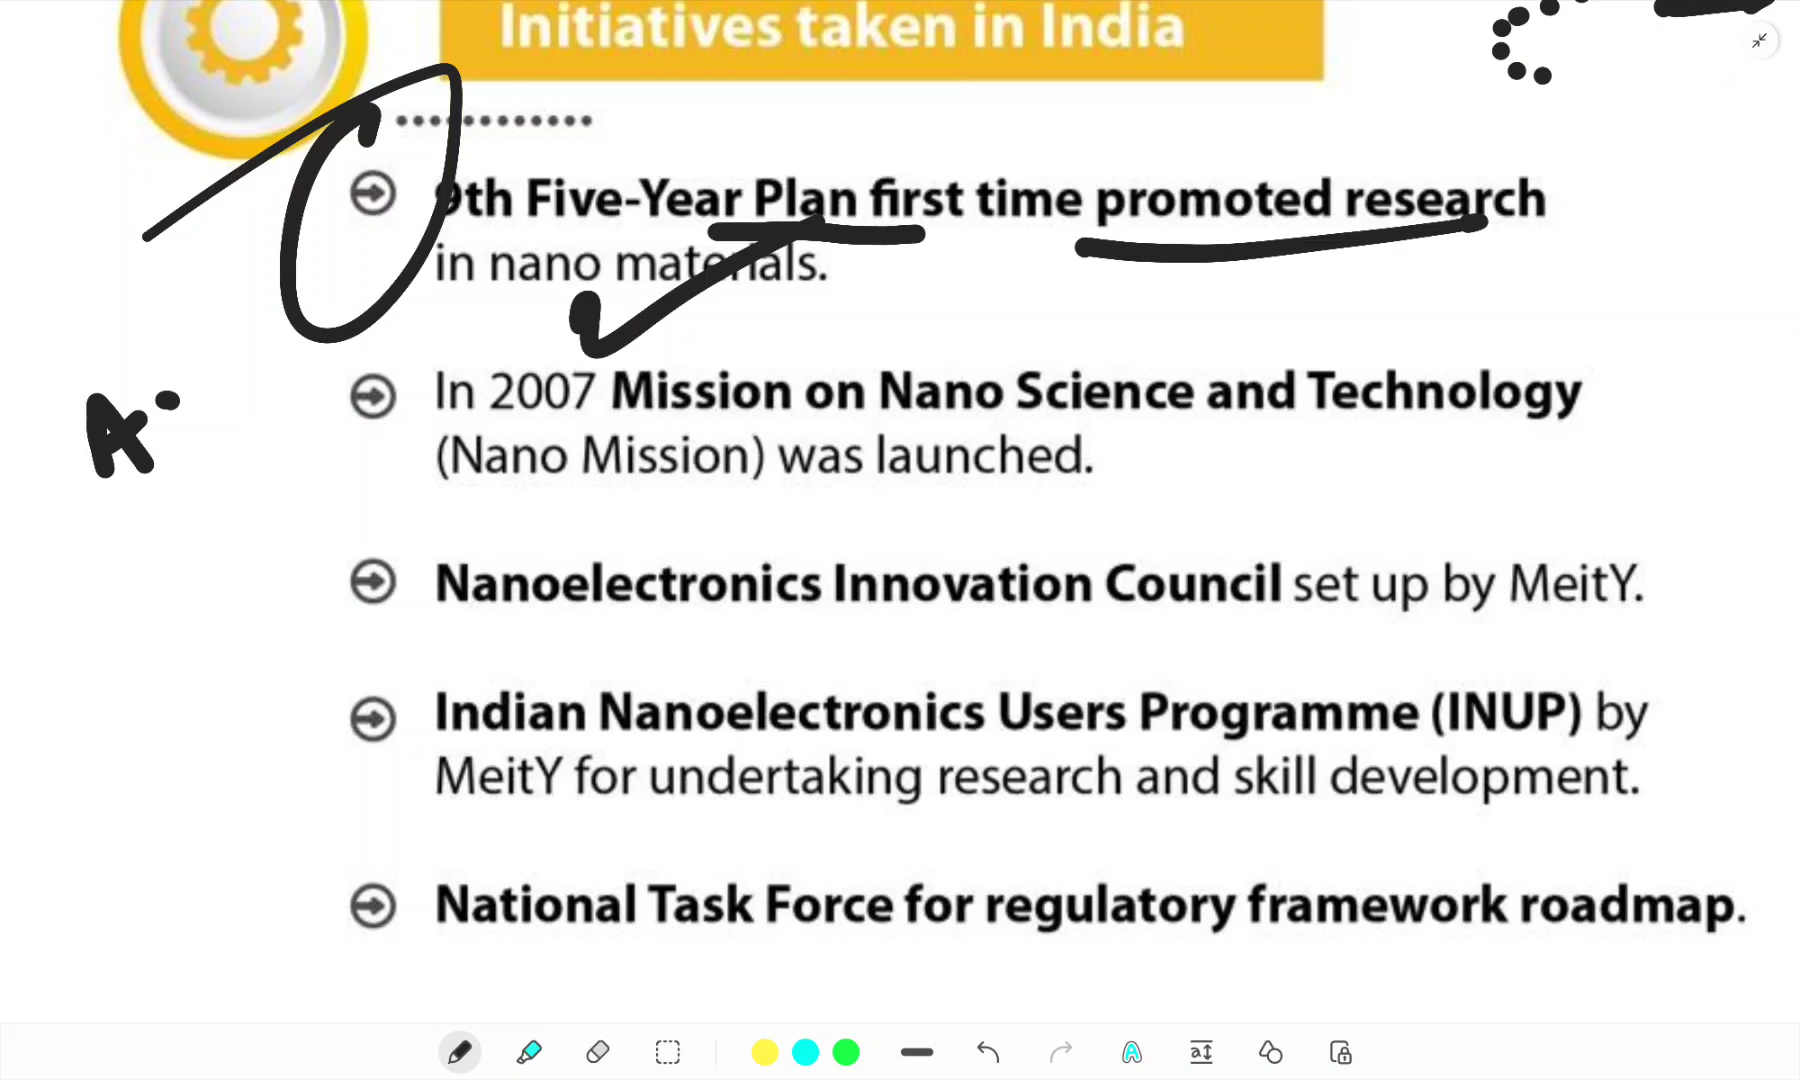 Initiatives taken in India
9th Five-Year Plan first time promoted research
in nano materials.
In 2007 Mission on Nano Science and Technology
(Nano Mission) was launched.
Nanoelectronics Innovation Council set up by MeitY.
Indian Nanoelectronics Users Programme (INUP) by
MeitY for undertaking research and skill development.
National Task Force for regulatory framework roadmap.